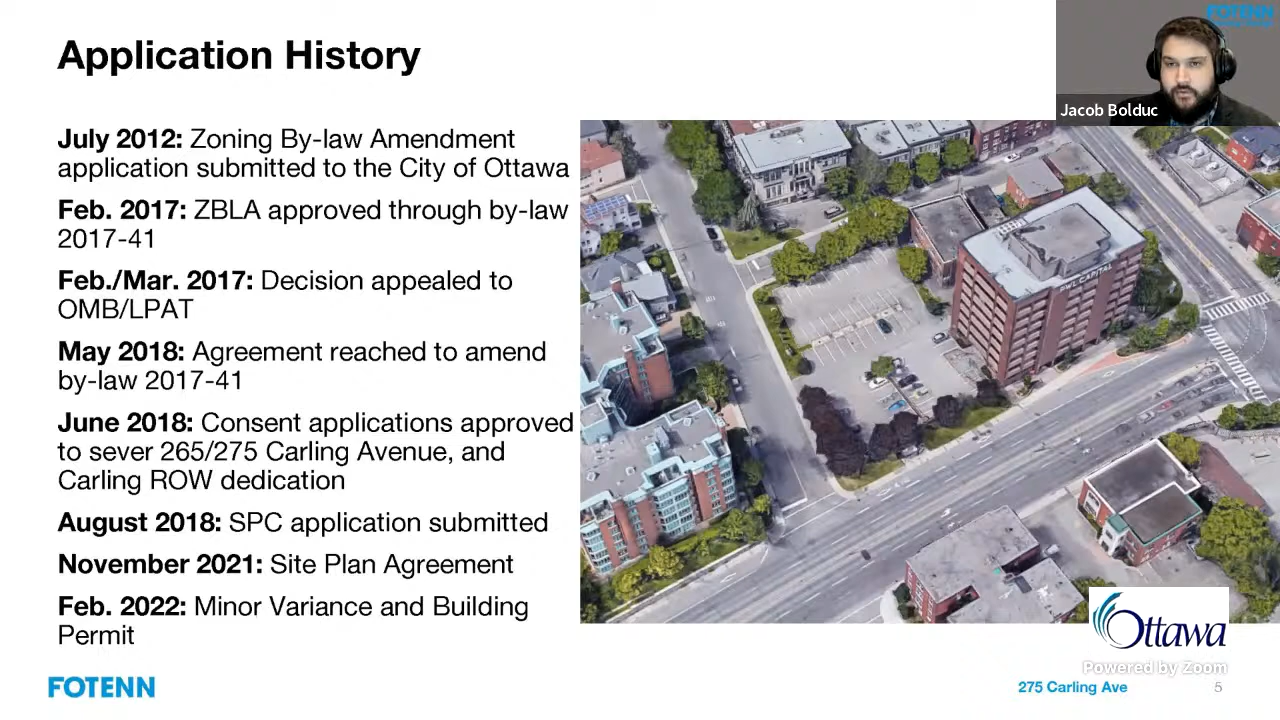 Application History
FOTENN
Jacob Bolduc
July 2012: Zoning By-law Amendment
application submitted to the City of Ottawa
Feb. 2017: ZBLA approved through by-law
2017-41
Feb./Mar. 2017: Decision appealed to
OMB/LPAT
May 2018: Agreement reached to amend
by-law 2017-41
June 2018: Consent applications approved
to sever 265/275 Carling Avenue, and
Carling ROW dedication
August 2018: SPC application submitted
November 2021: Site Plan Agreement
Feb. 2022: Minor Variance and Building
Permit
PWL CAPITAL
Ottawa
Powered by Zoom
FOTENN
275 Carling Ave
5